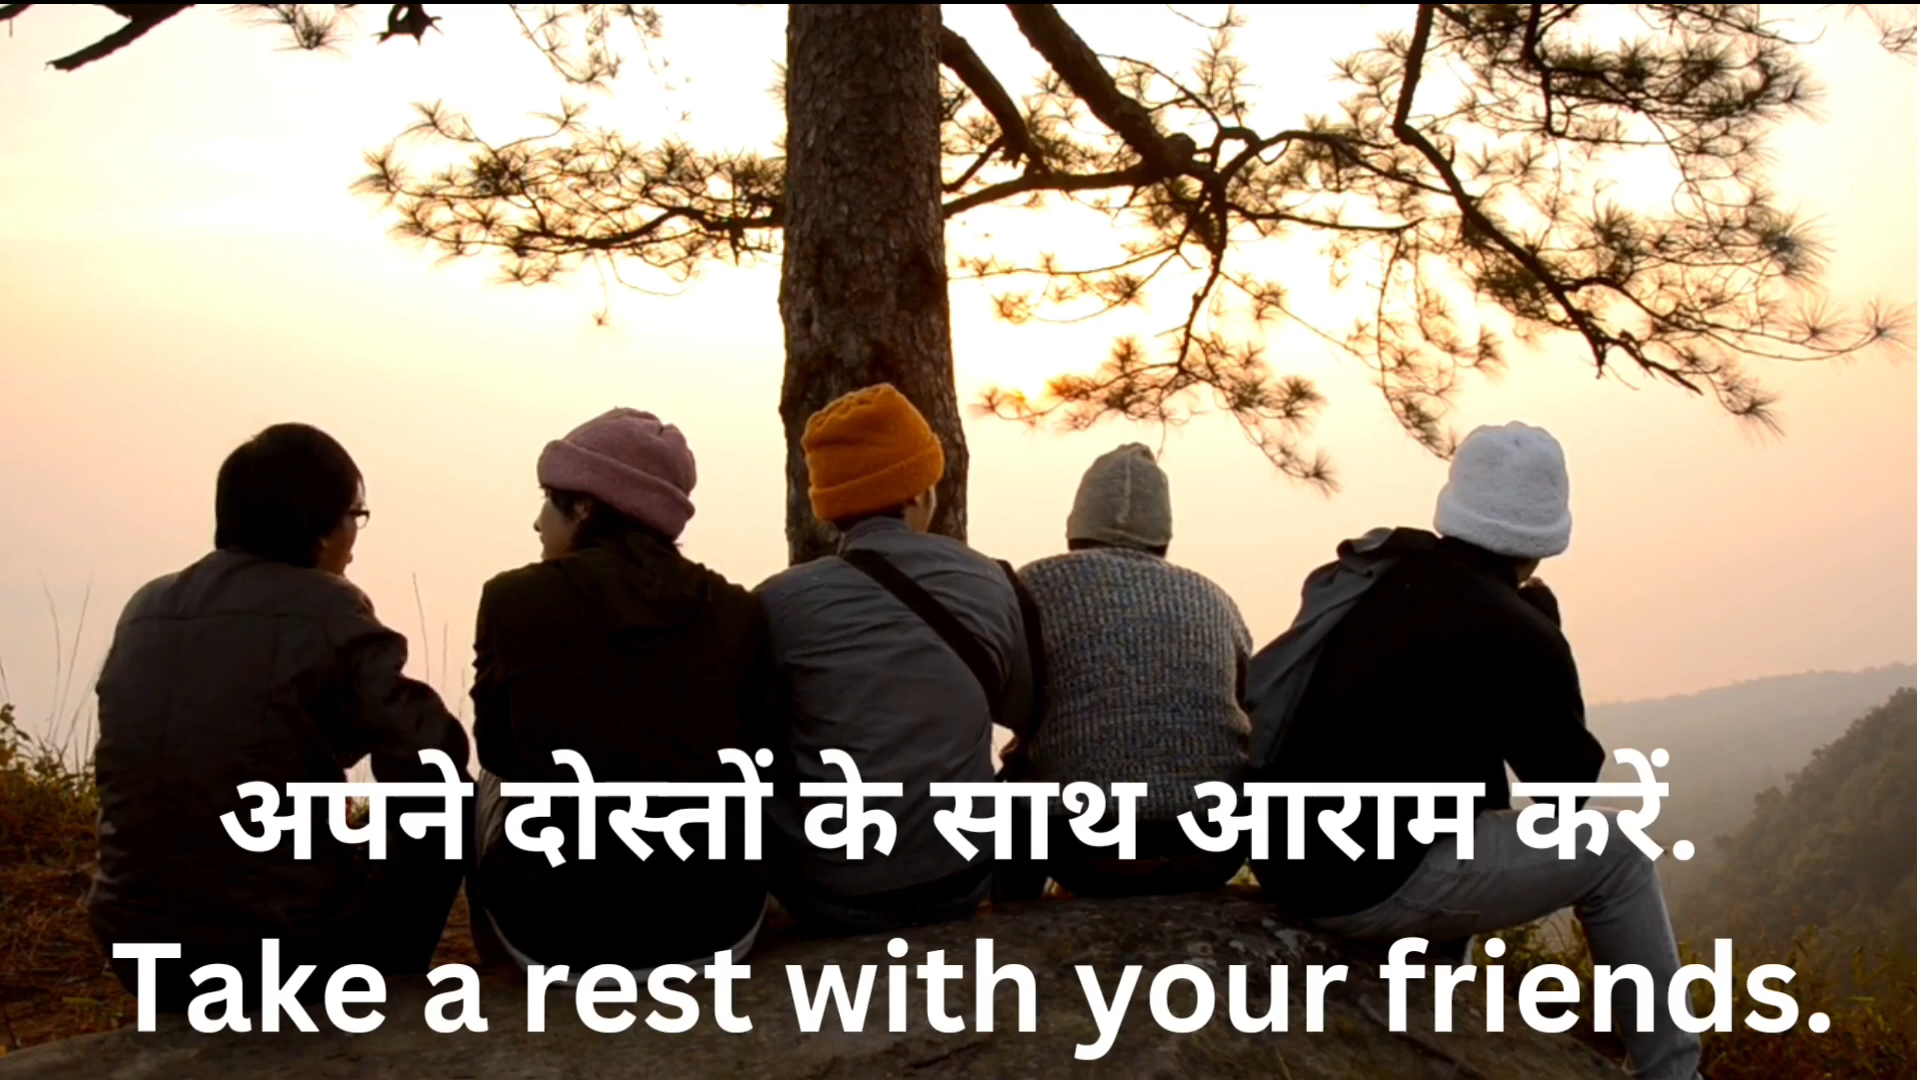 अपने दोस्तों के साथ आराम करें.
Take a rest with your friends.